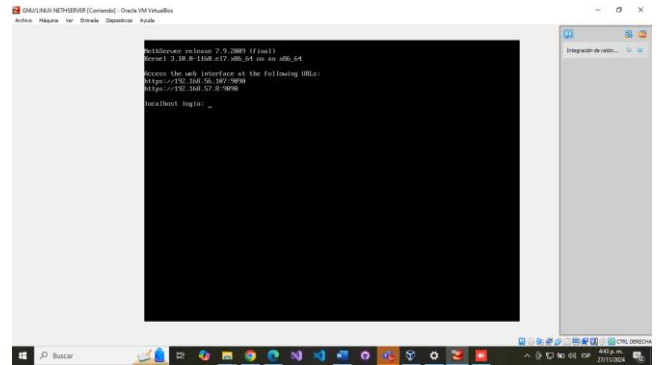 GNU/LINUX NETHSERVER [Corriendo] - Oracle VM VirtualBox
Archivo Máquina Ver Entrada Dispositivos Ayuda
NethServer release 7.9.2009 (final)
Kernel 3.10.0-1160.el7.x86_64 on an x86_64
Access the web interface at the following URLs:
https://192.168.56.107:9090
https://192.168.57.8:9090
localhost login: _
Integración de ratón...
CTRL DERECHA
Buscar
ESP
4:43 p. m.
27/11/2024